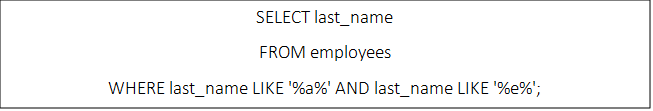 SELECT last_name
FROM employees
WHERE last_name LIKE '%a%' AND last_name LIKE '%e%';